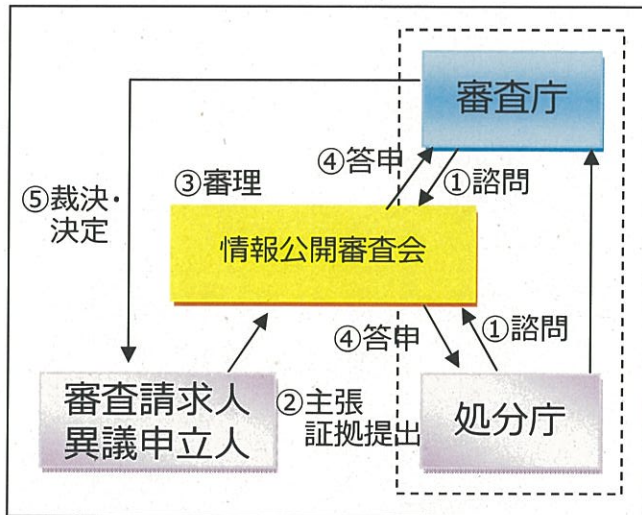 審査庁
④答申
①諮問
③審理
⑤裁決・
決定
情報公開審査会
④答申
①諮問
審査請求人
異議申立人
②主張
証拠提出
処分庁